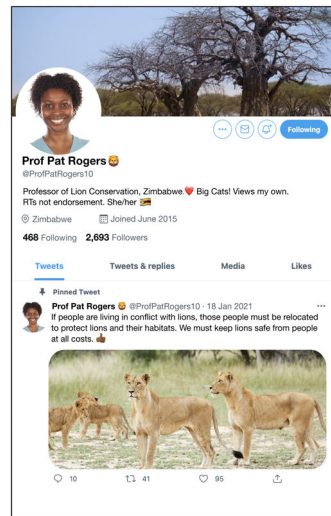 Following
Prof Pat Rogers🦁
@ProfPatRogers10
Professor of Lion Conservation, Zimbabwe.❤️ Big Cats! Views my own.
RTs not endorsement. She/her 🇿🇼
Zimbabwe Joined June 2015
468 Following 2,693 Followers
Tweets Tweets & replies Media Likes
Pinned Tweet
Prof Pat Rogers 🦁 @ProfPatRogers10 · 18 Jan 2021 ...
If people are living in conflict with lions, those people must be relocated
to protect lions and their habitats. We must keep lions safe from people
at all costs. 👍🏾
10 41 95